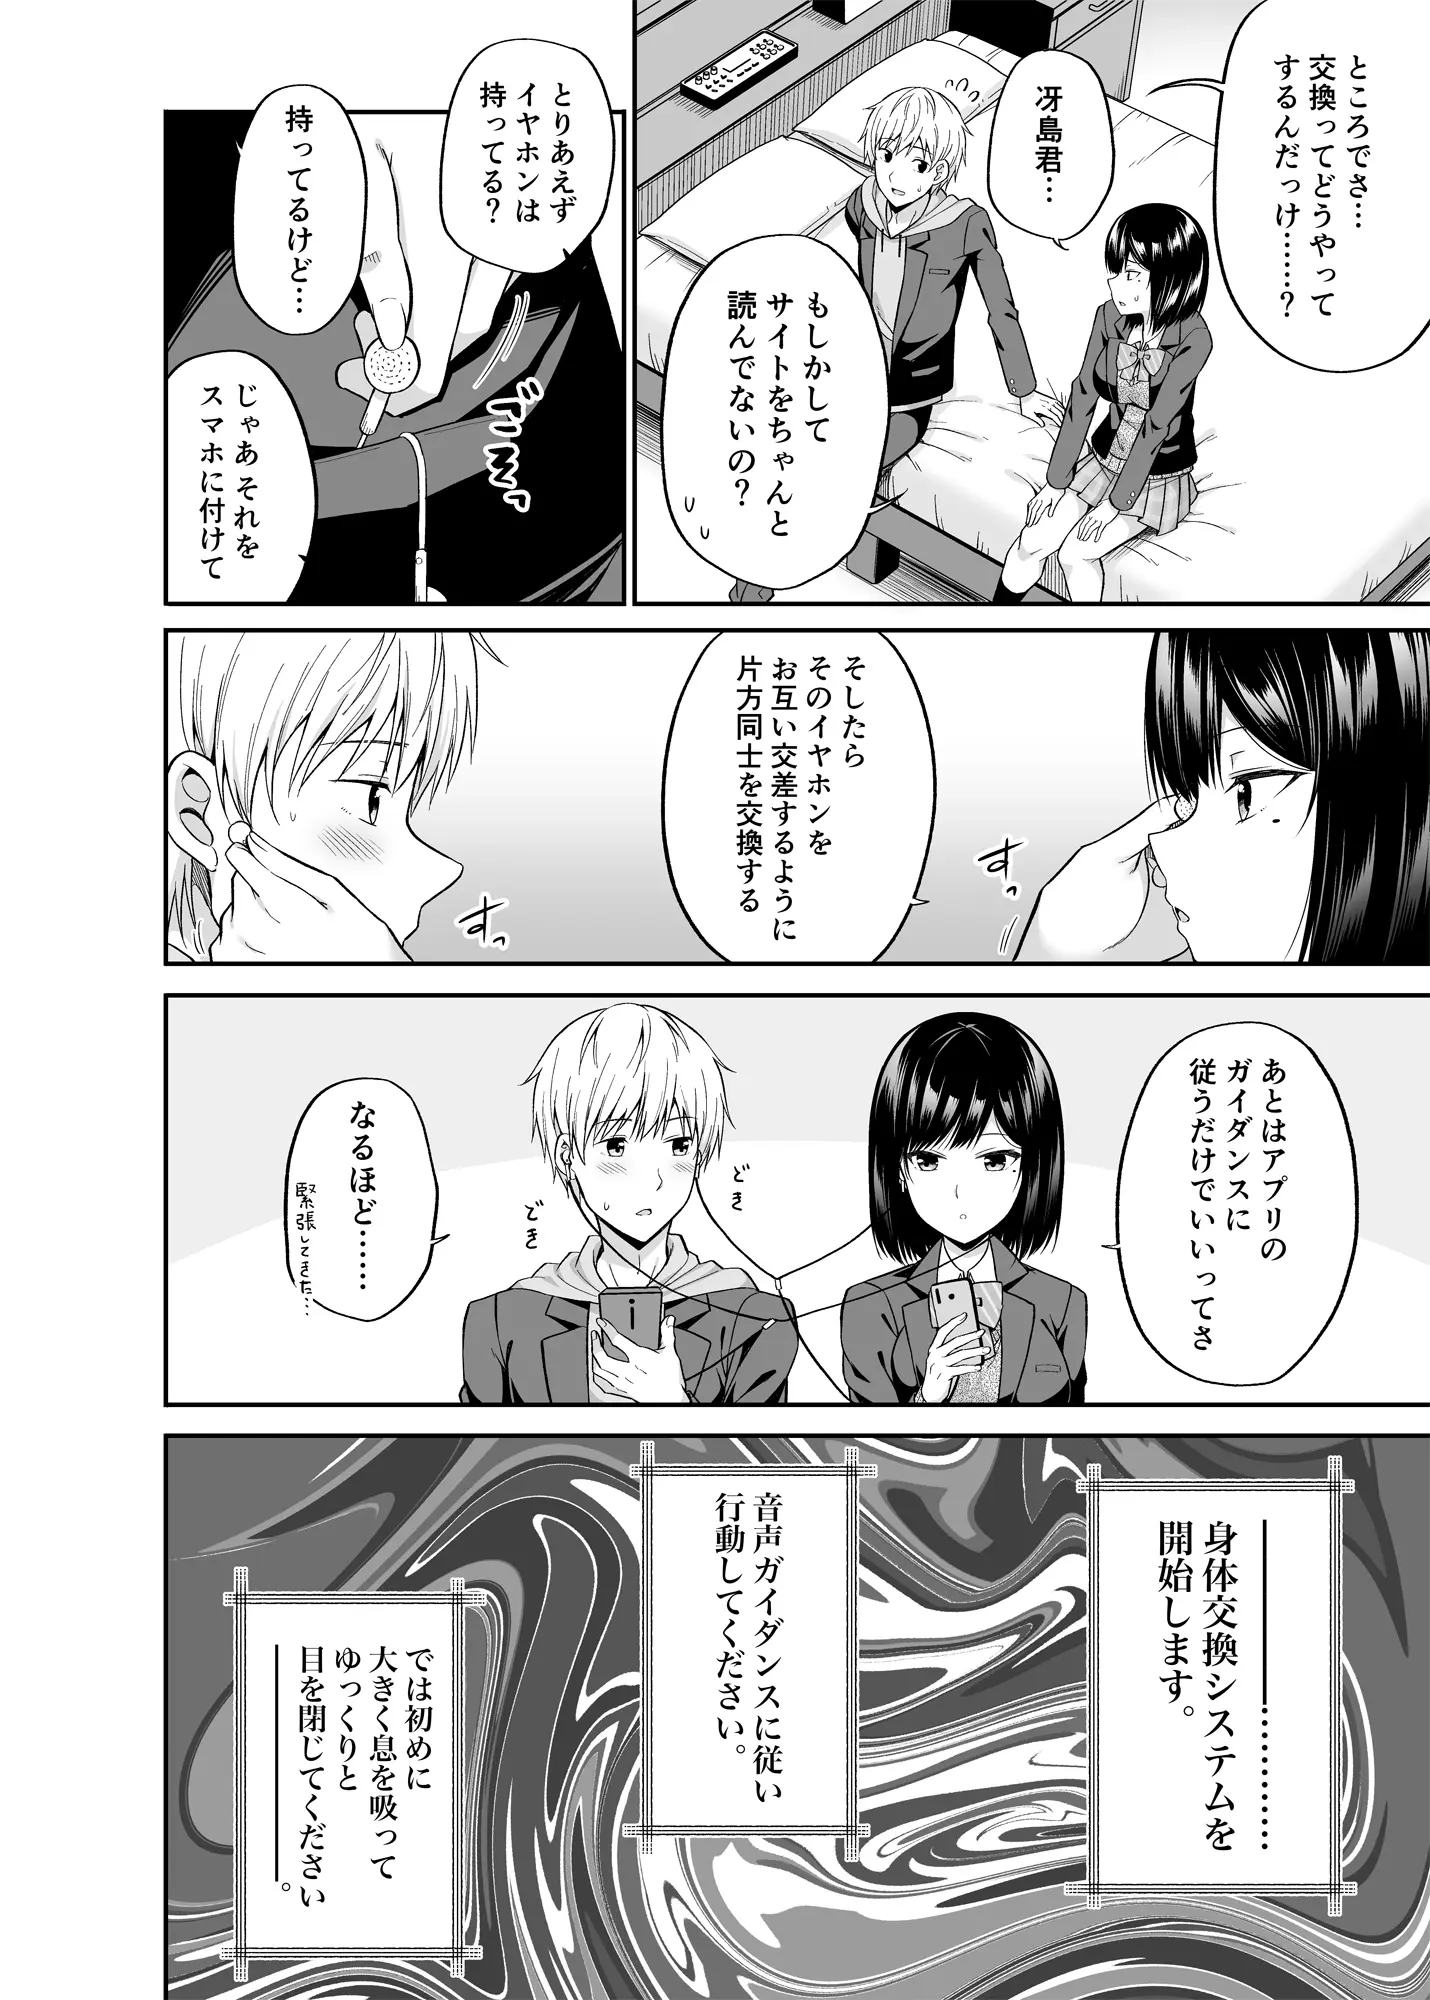 ところでさ…
交換ってどうやって
するんだっけ………?
冴島君…
もしかして
サイトをちゃんと
読んでないの?
とりあえず
イヤホンは
持ってる?
持ってるけど…
ごそそっ
じゃあそれを
スマホに付けて
そしたら
そのイヤホンを
お互い交差するように
片方同士を交換する
すっ
すっ
あとはアプリの
ガイダンスに
従うだけでいいってさ
どき
どき
なるほど……
緊張してきた…
―――…………
身体交換システムを
開始します。
音声ガイダンスに従い
行動してください。
では初めに
大きく息を吸って
ゆっくりと
目を閉じてください
―――。